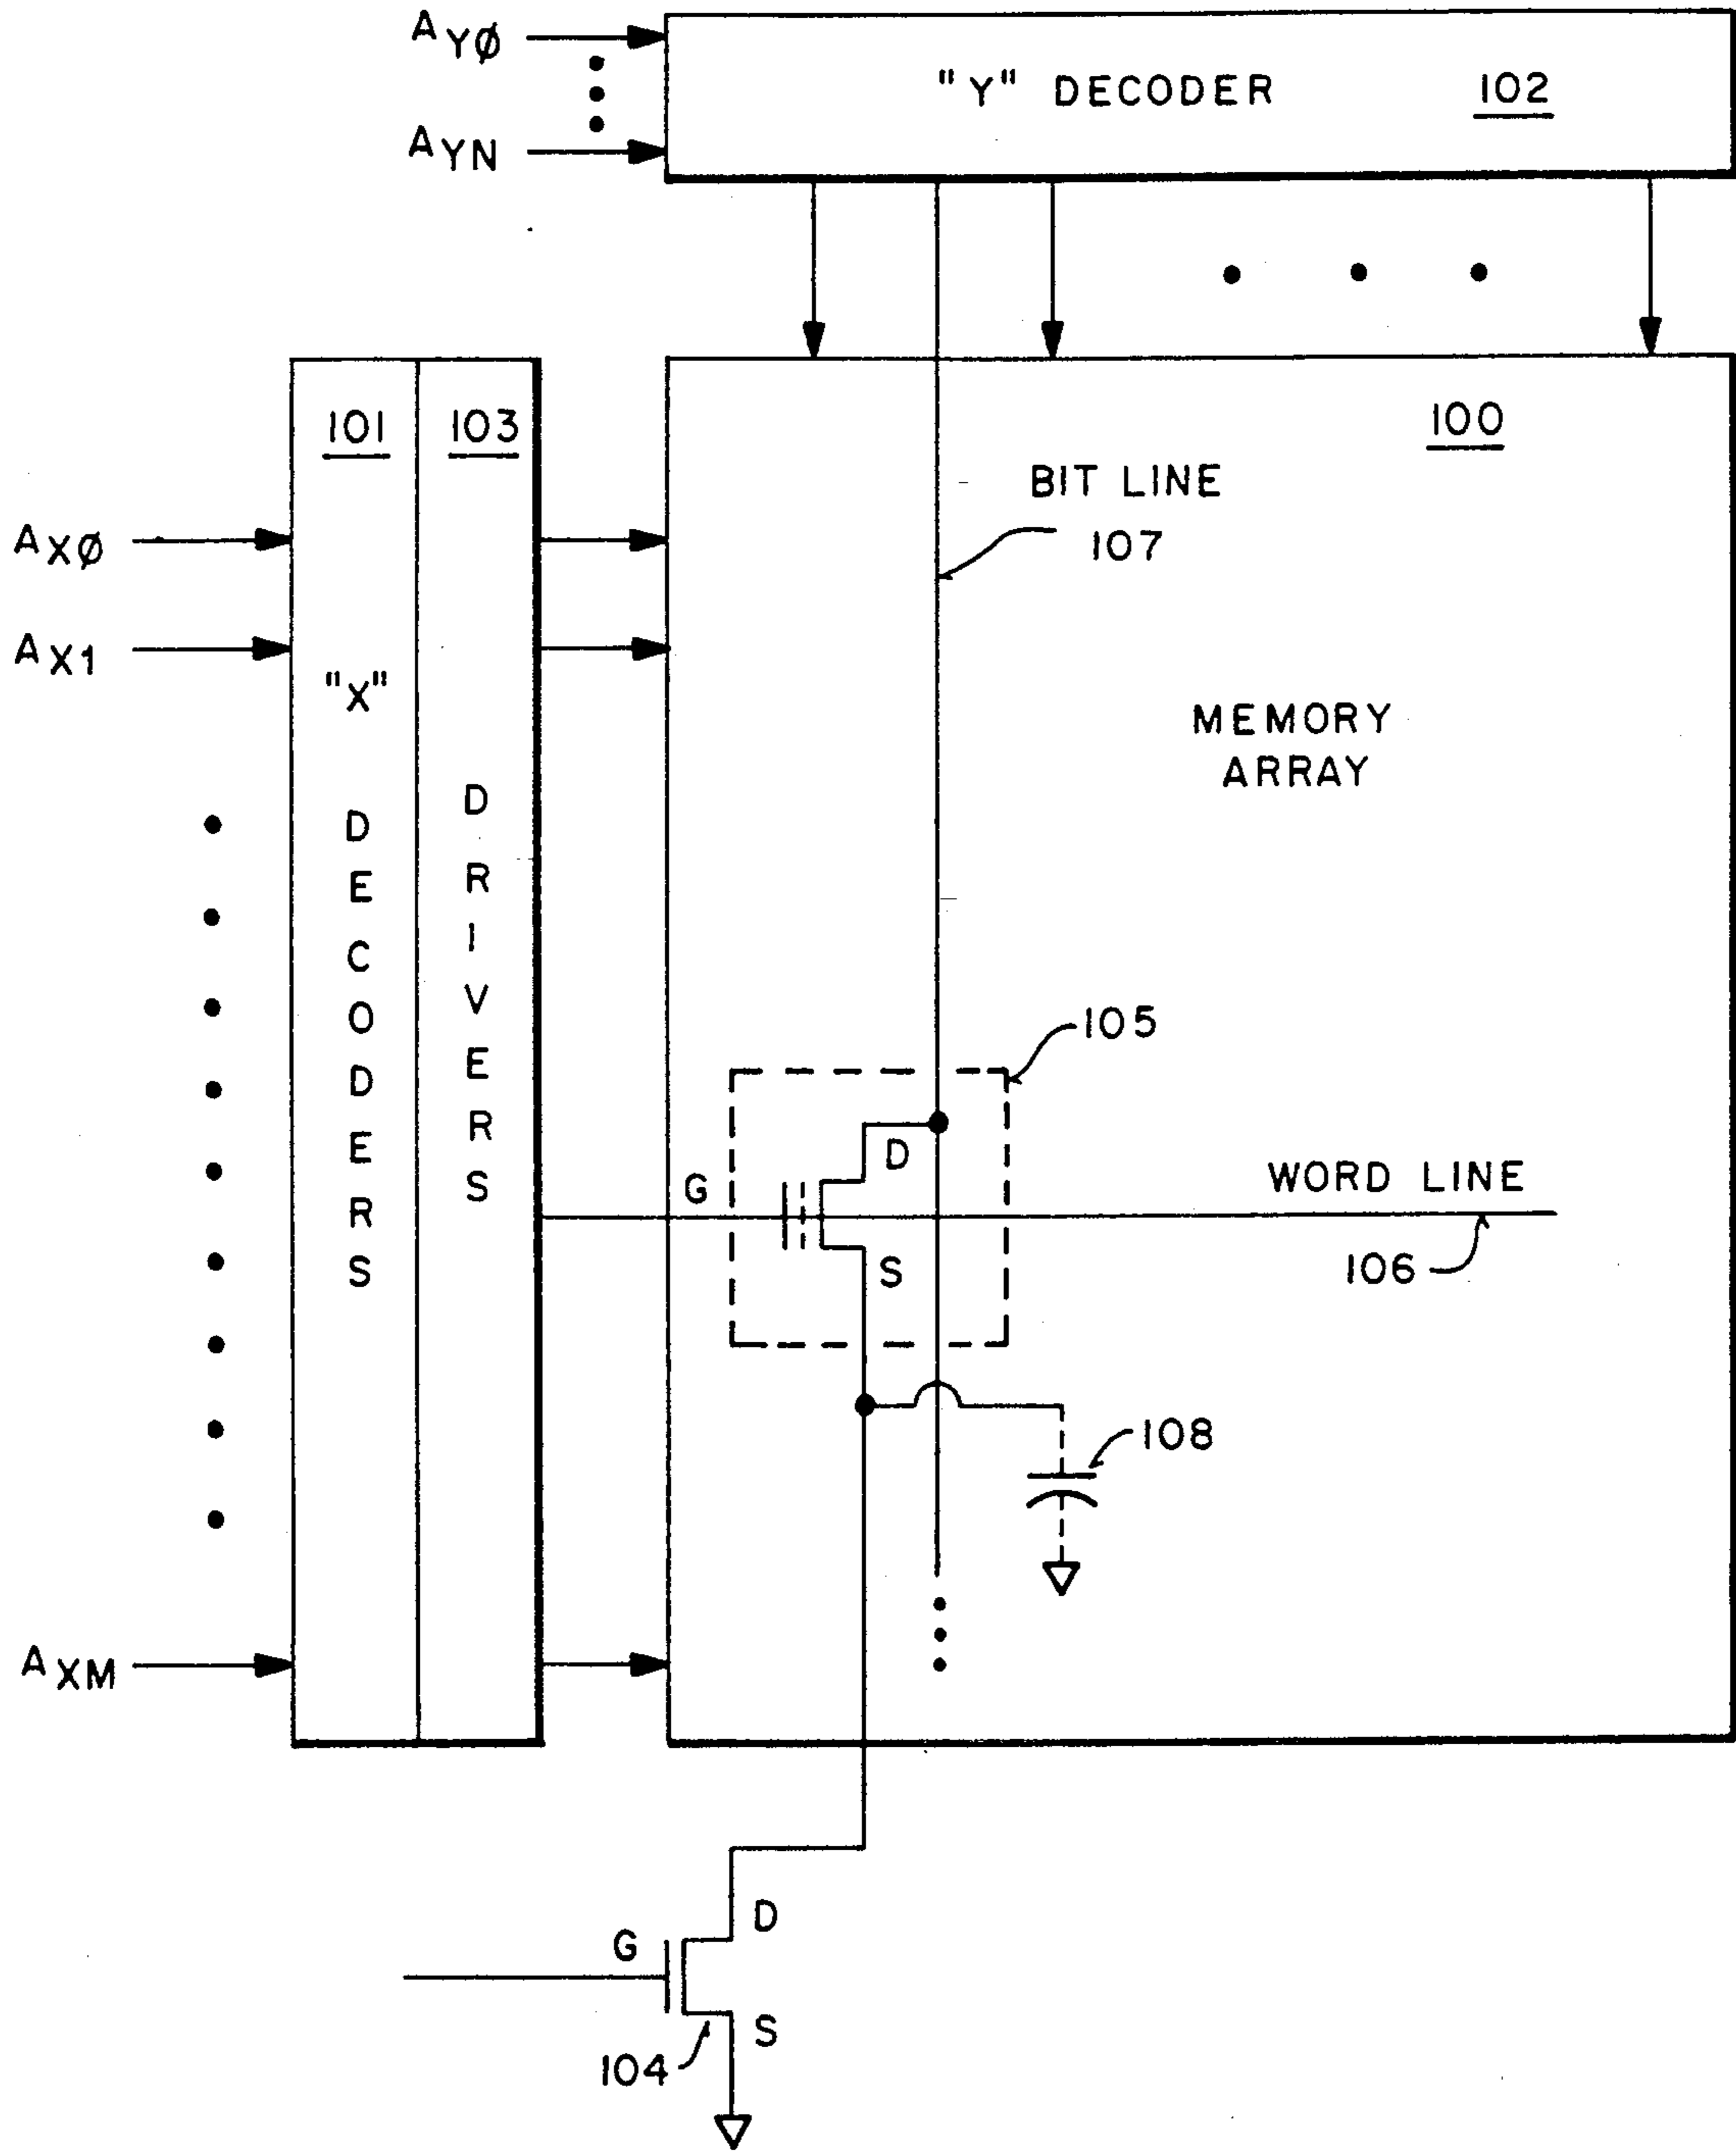 AYØ
"Y" DECODER 102
AYN
101 103 100
BIT LINE
107
AXØ
AX1
"X" DECODERS
DRIVERS
MEMORY
ARRAY
105
D
G
WORD LINE
S
106
108
AXM
D
G
S
104